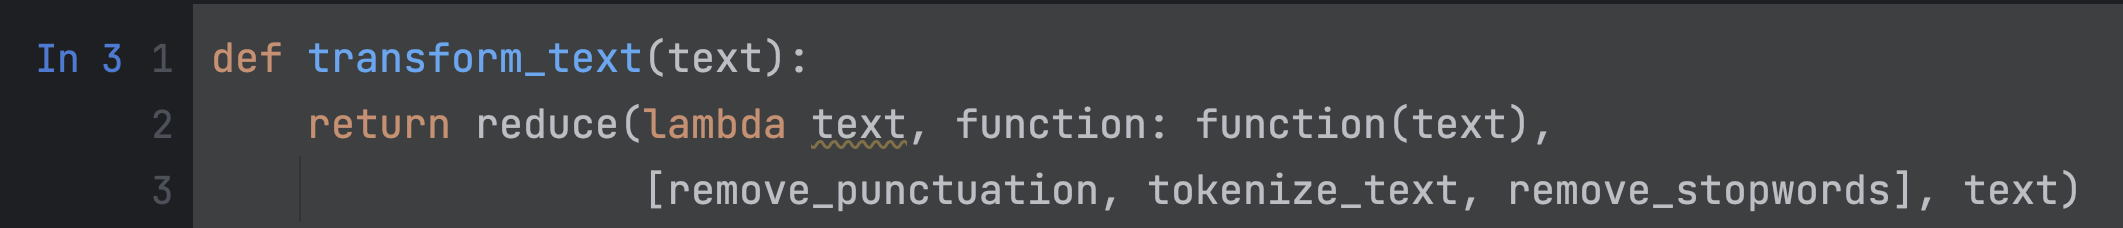 In 3 1 def transform_text(text):
2     return reduce(lambda text, function: function(text),
3                   [remove_punctuation, tokenize_text, remove_stopwords], text)